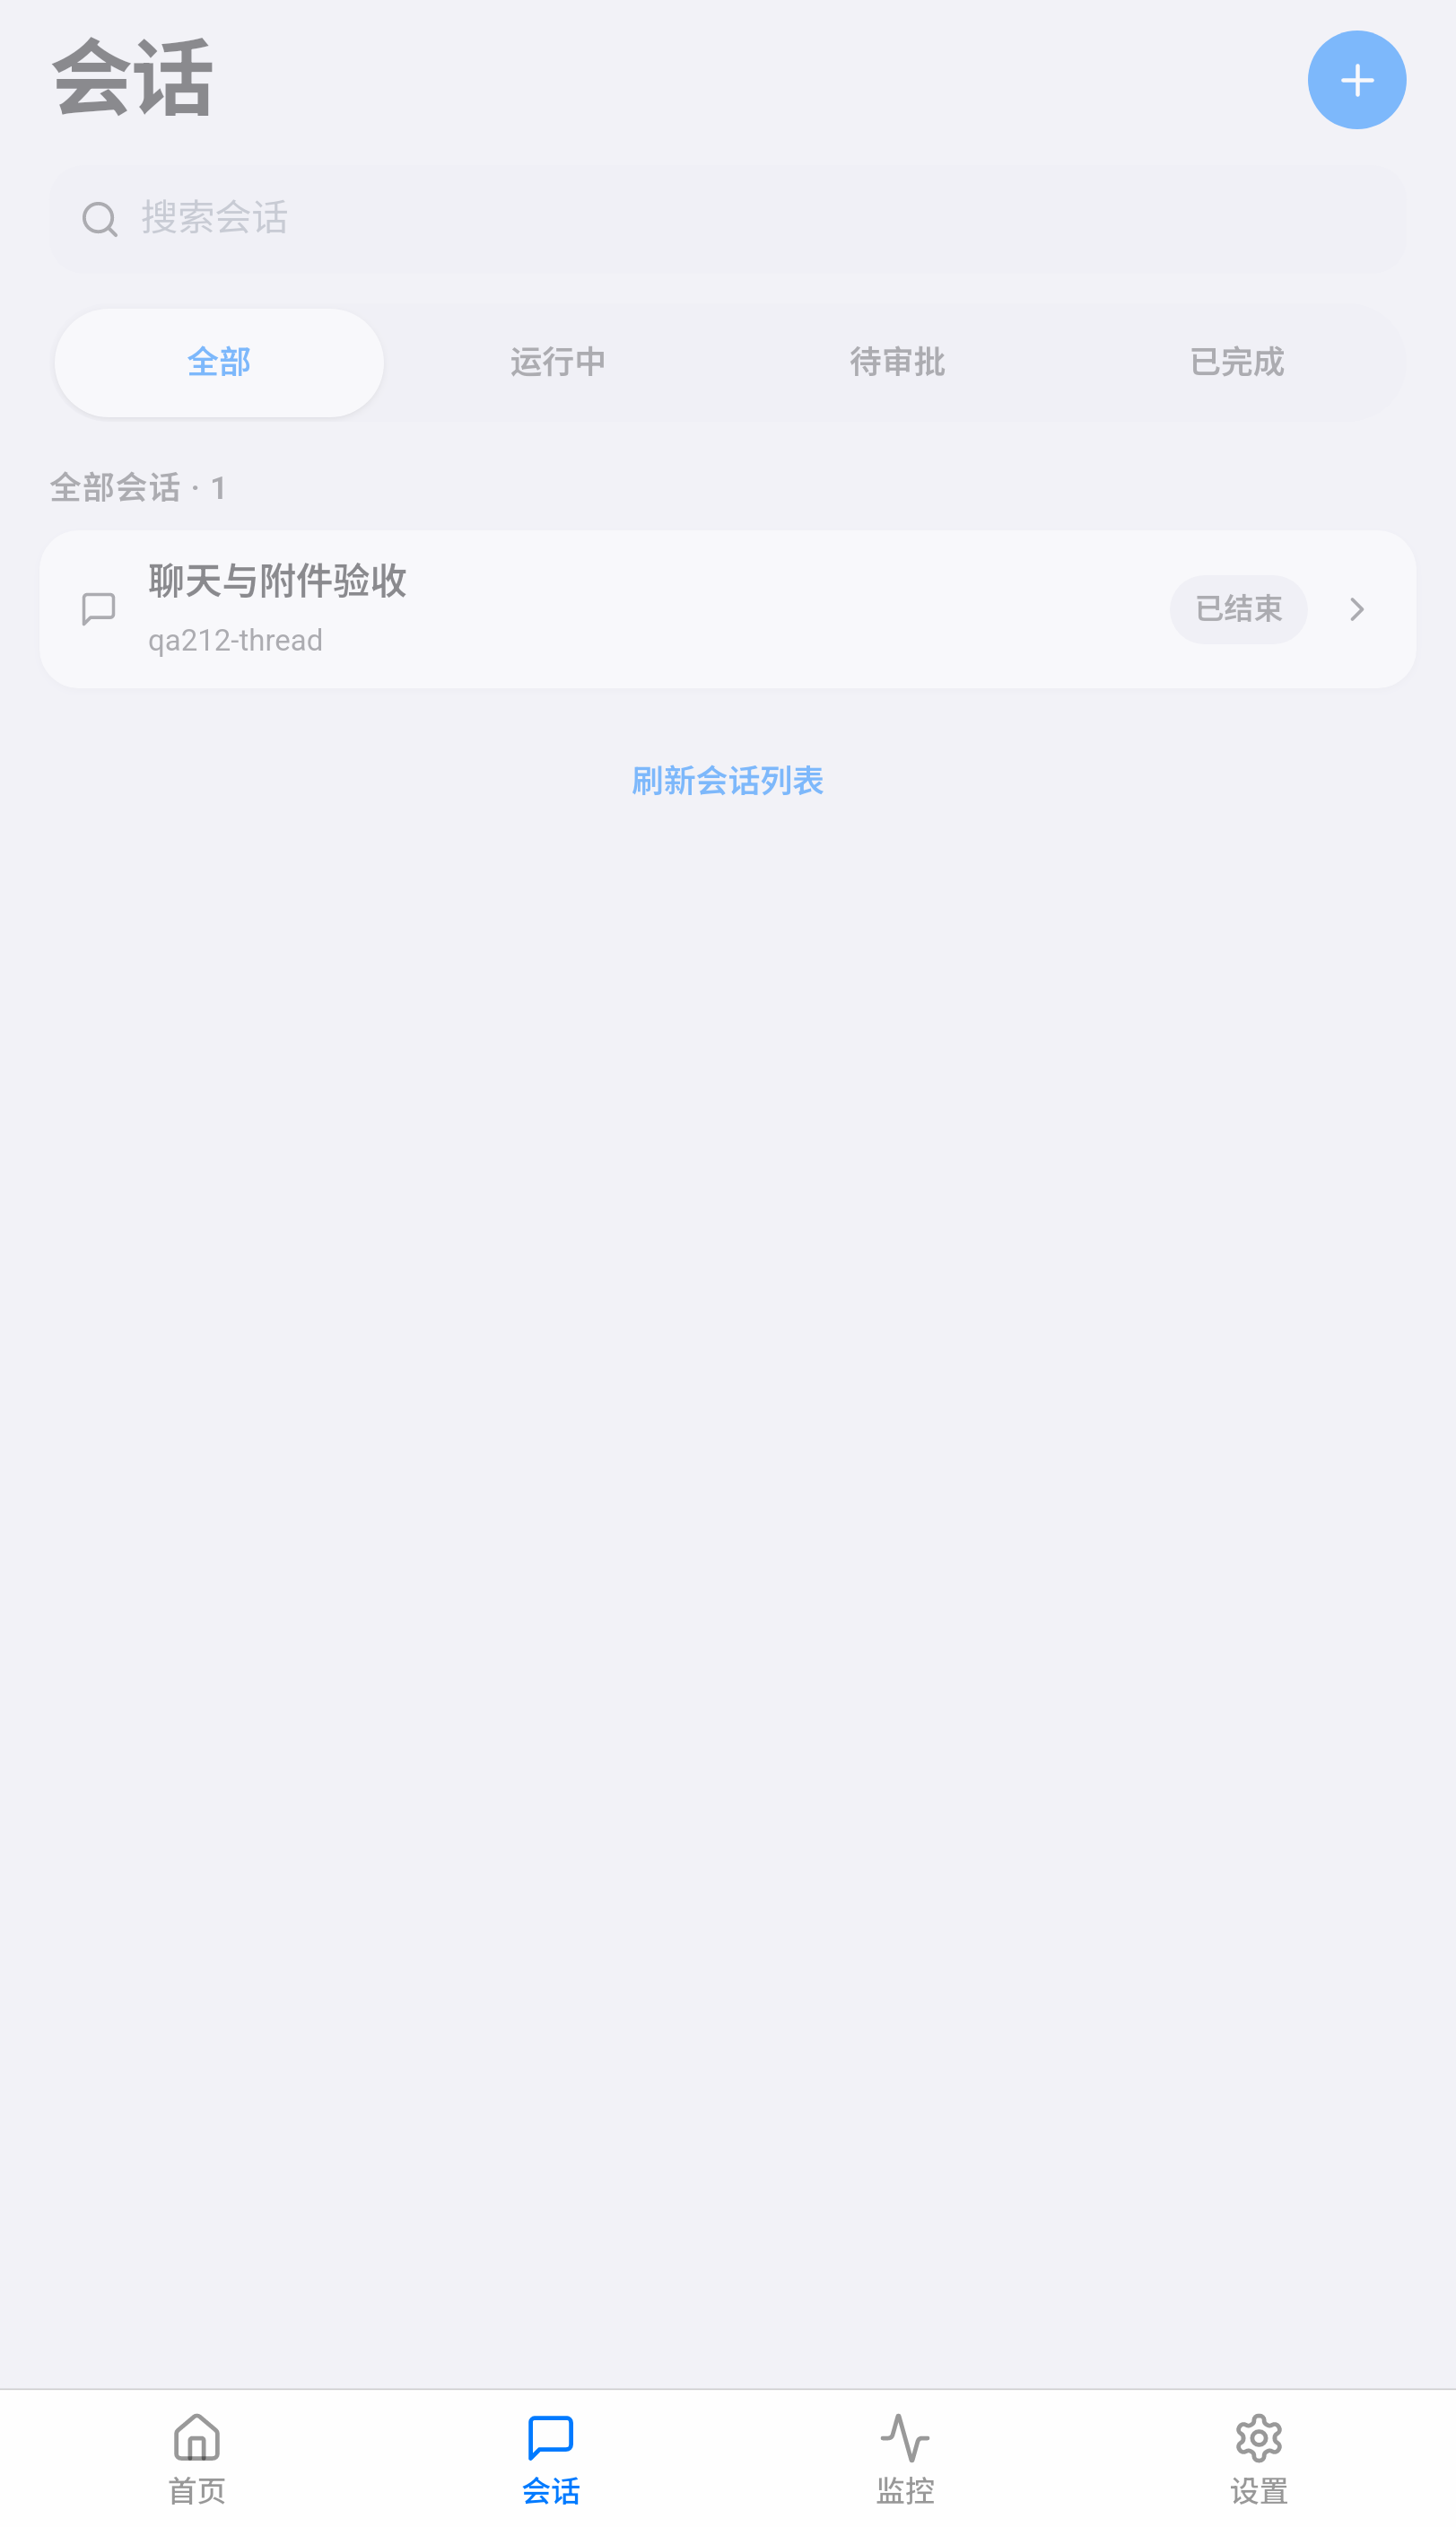 会话
搜索会话
全部 运行中 待审批 已完成
全部会话 · 1
聊天与附件验收
qa212-thread
已结束
刷新会话列表
首页 会话 监控 设置